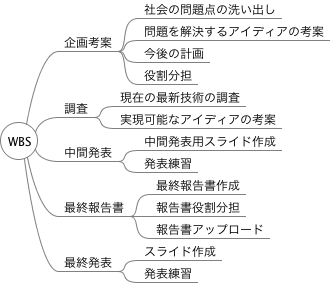 WBS
企画考案
社会の問題点の洗い出し
問題を解決するアイディアの考案
今後の計画
役割分担
調査
現在の最新技術の調査
実現可能なアイディアの考案
中間発表
中間発表用スライド作成
発表練習
最終報告書
最終報告書作成
報告書役割分担
報告書アップロード
最終発表
スライド作成
発表練習